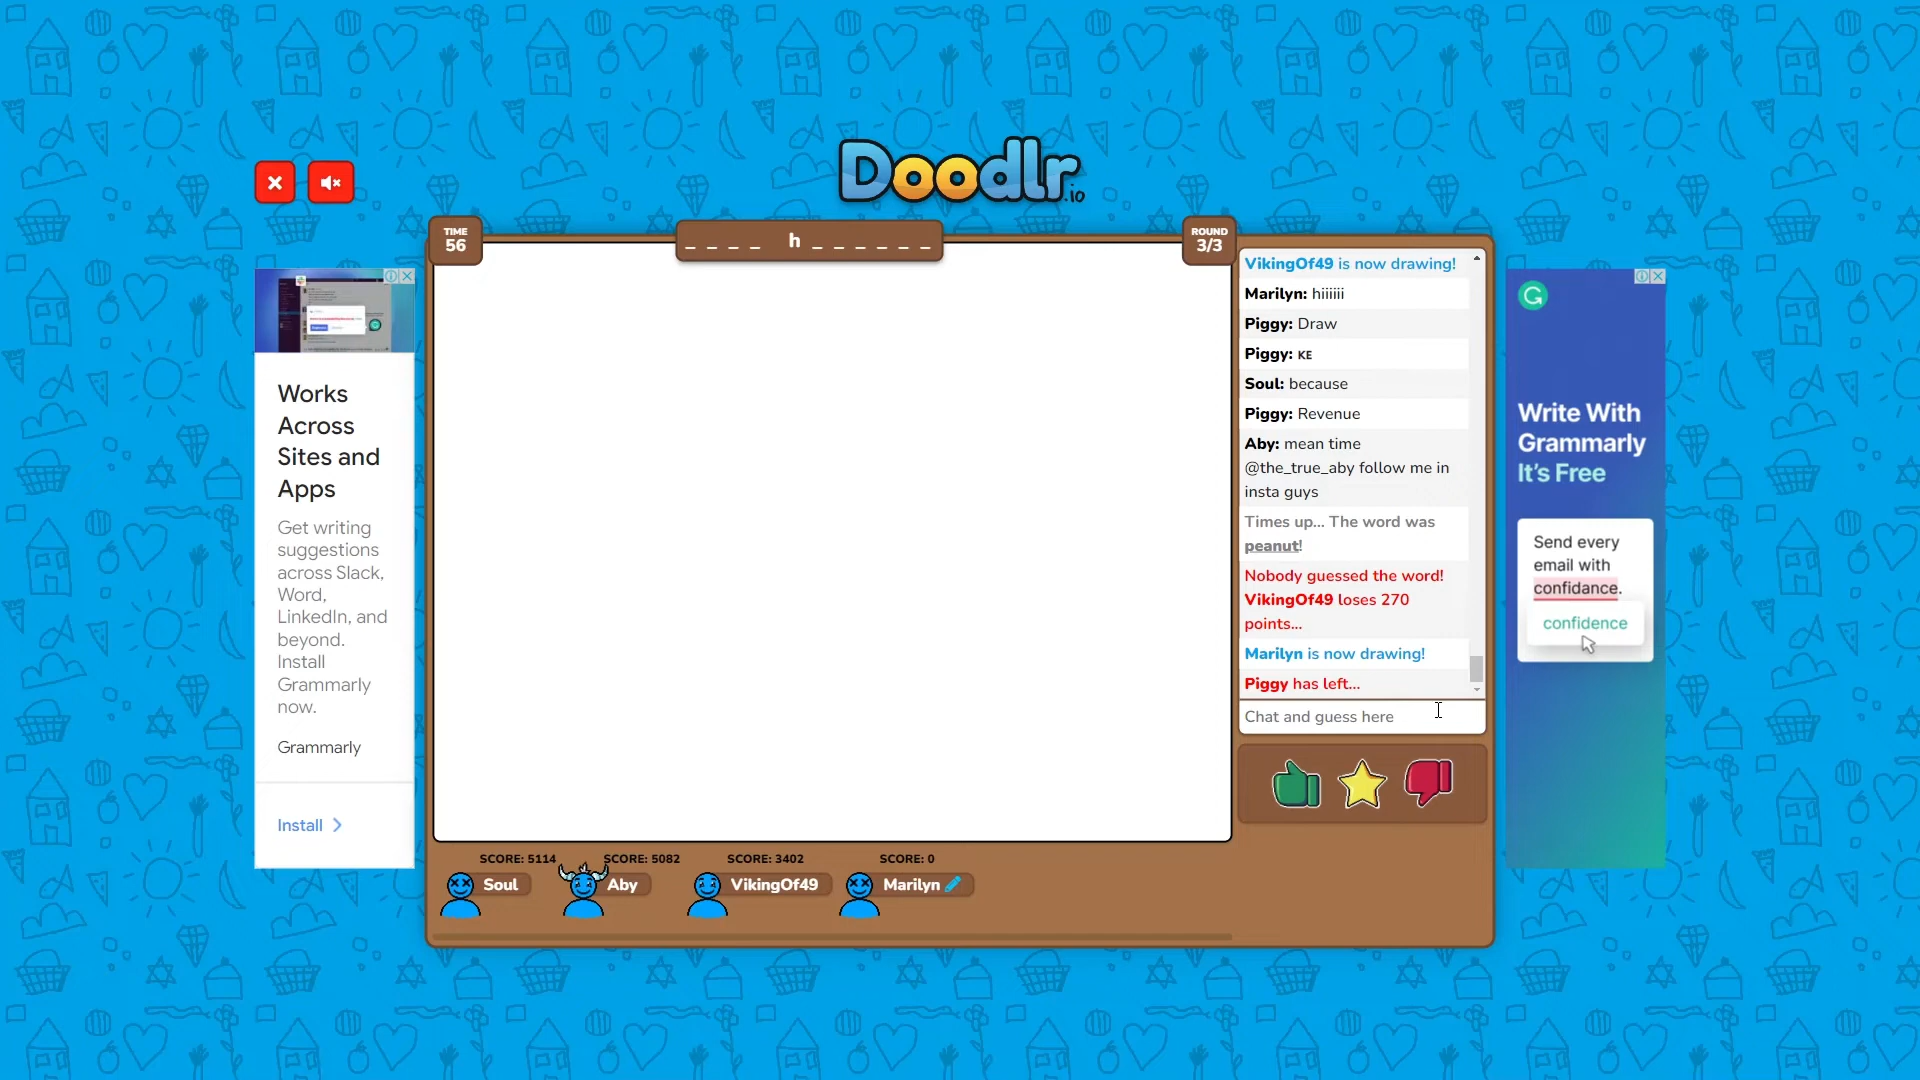 Doodlr.io
TIME
56
_ _ _ _ h _ _ _ _ _ _
ROUND
3/3
VikingOf49 is now drawing!
Marilyn: hiiiiii
Piggy: Draw
Piggy: ᴋᴇ
Soul: because
Piggy: Revenue
Aby: mean time
@the_true_aby follow me in
insta guys
Times up... The word was
peanut!
Nobody guessed the word!
VikingOf49 loses 270
points...
Marilyn is now drawing!
Piggy has left...
Chat and guess here
SCORE: 5114
Soul
SCORE: 5082
Aby
SCORE: 3402
VikingOf49
SCORE: 0
Marilyn
Works
Across
Sites and
Apps
Get writing
suggestions
across Slack,
Word,
LinkedIn, and
beyond.
Install
Grammarly
now.
Grammarly
Install
Write With
Grammarly
It's Free
Send every
email with
confidance.
confidence